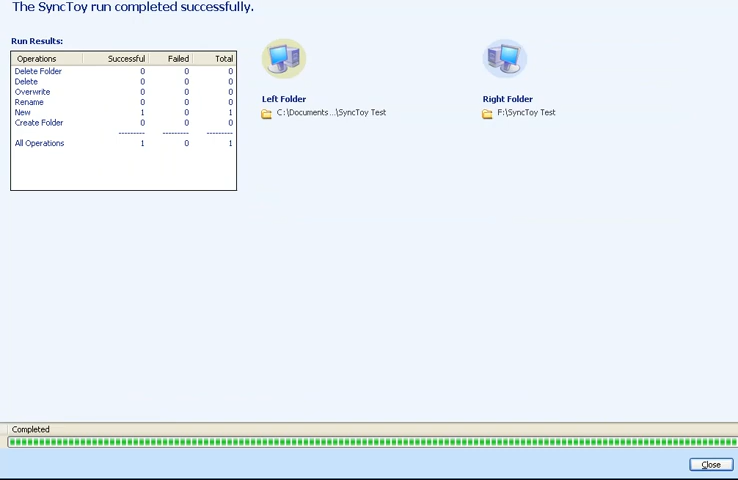 The SyncToy run completed successfully.
Run Results:
Operations Successful Failed Total
Delete Folder 0 0 0
Delete 0 0 0
Overwrite 0 0 0
Rename 0 0 0
New 1 0 1
Create Folder 0 0 0
--------- --------- ---------
All Operations 1 0 1
Left Folder
C:\Documents ...\SyncToy Test
Right Folder
F:\SyncToy Test
Completed
Close